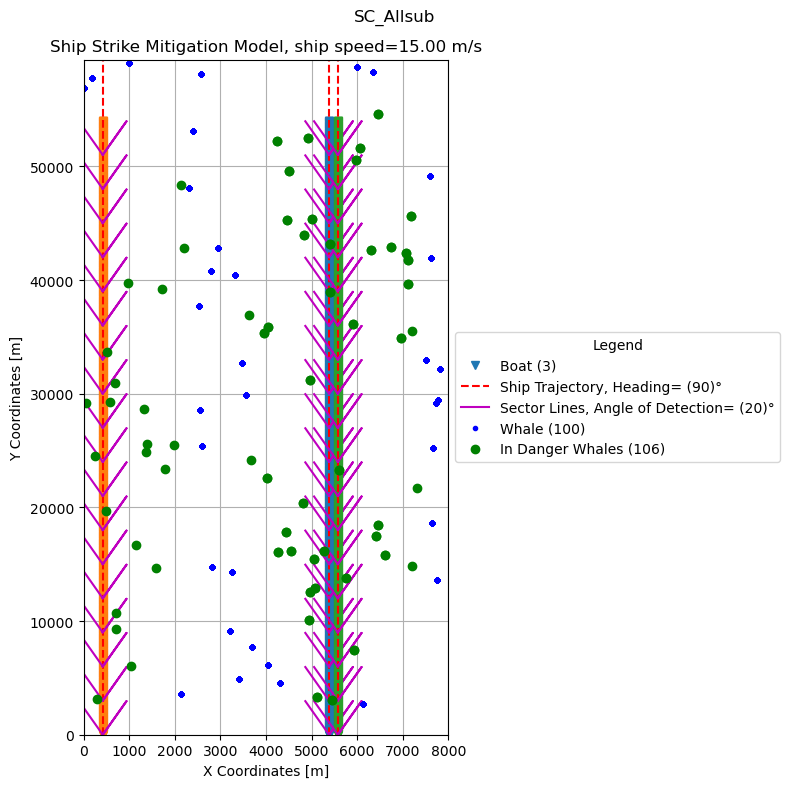 SC_Allsub
Ship Strike Mitigation Model, ship speed=15.00 m/s
50000
40000
30000
20000
10000
0
Y Coordinates [m]
0 1000 2000 3000 4000 5000 6000 7000 8000
X Coordinates [m]
Legend
Boat (3)
Ship Trajectory, Heading= (90)°
Sector Lines, Angle of Detection= (20)°
Whale (100)
In Danger Whales (106)